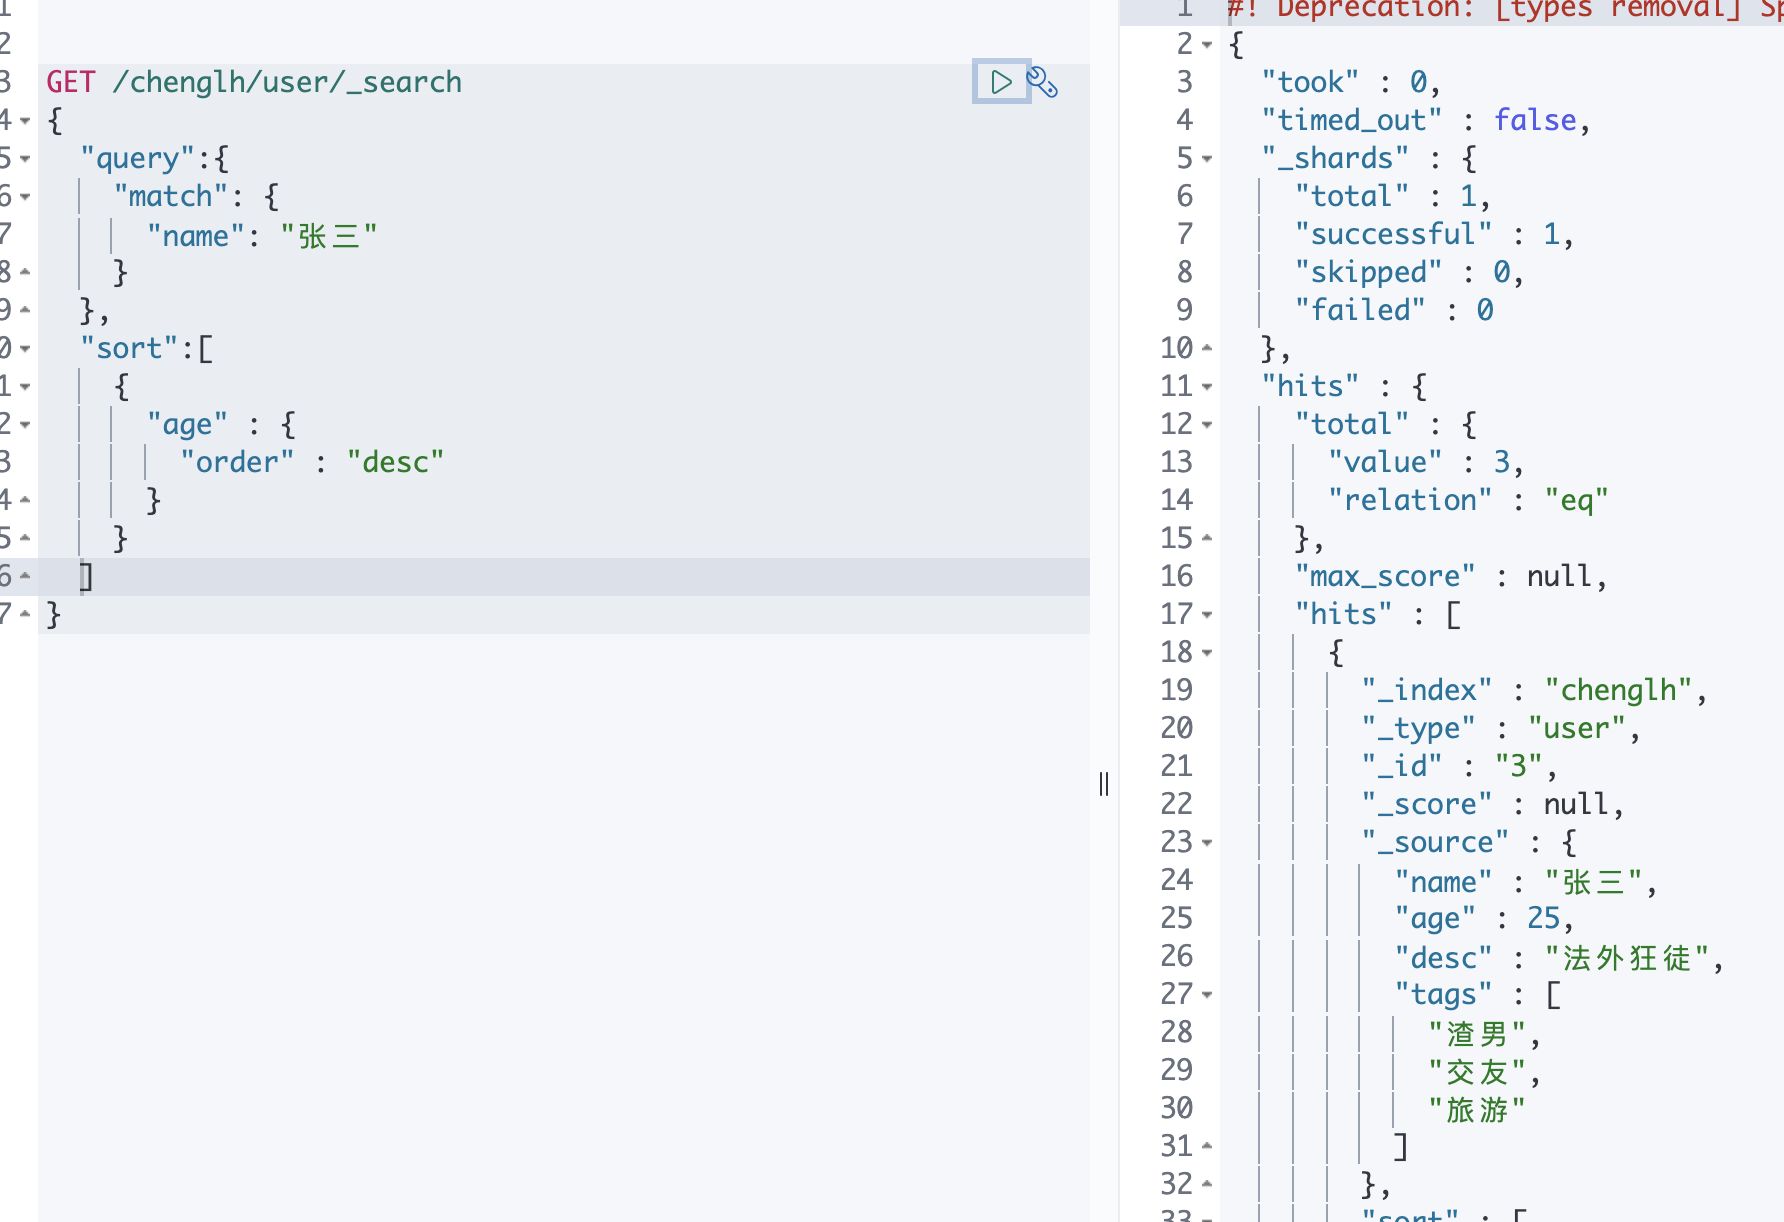 1
2
3 GET /chenglh/user/_search
4 {
5 "query":{
6 "match": {
7 "name": "张三"
8 }
9 },
0 "sort":[
1 {
2 "age" : {
3 "order" : "desc"
4 }
5 }
6 ]
7 }
1 #! Deprecation: [types removal] Sp
2 {
3 "took" : 0,
4 "timed_out" : false,
5 "_shards" : {
6 "total" : 1,
7 "successful" : 1,
8 "skipped" : 0,
9 "failed" : 0
10 },
11 "hits" : {
12 "total" : {
13 "value" : 3,
14 "relation" : "eq"
15 },
16 "max_score" : null,
17 "hits" : [
18 {
19 "_index" : "chenglh",
20 "_type" : "user",
21 "_id" : "3",
22 "_score" : null,
23 "_source" : {
24 "name" : "张三",
25 "age" : 25,
26 "desc" : "法外狂徒",
27 "tags" : [
28 "渣男",
29 "交友",
30 "旅游"
31 ]
32 },
33 "sort" : [